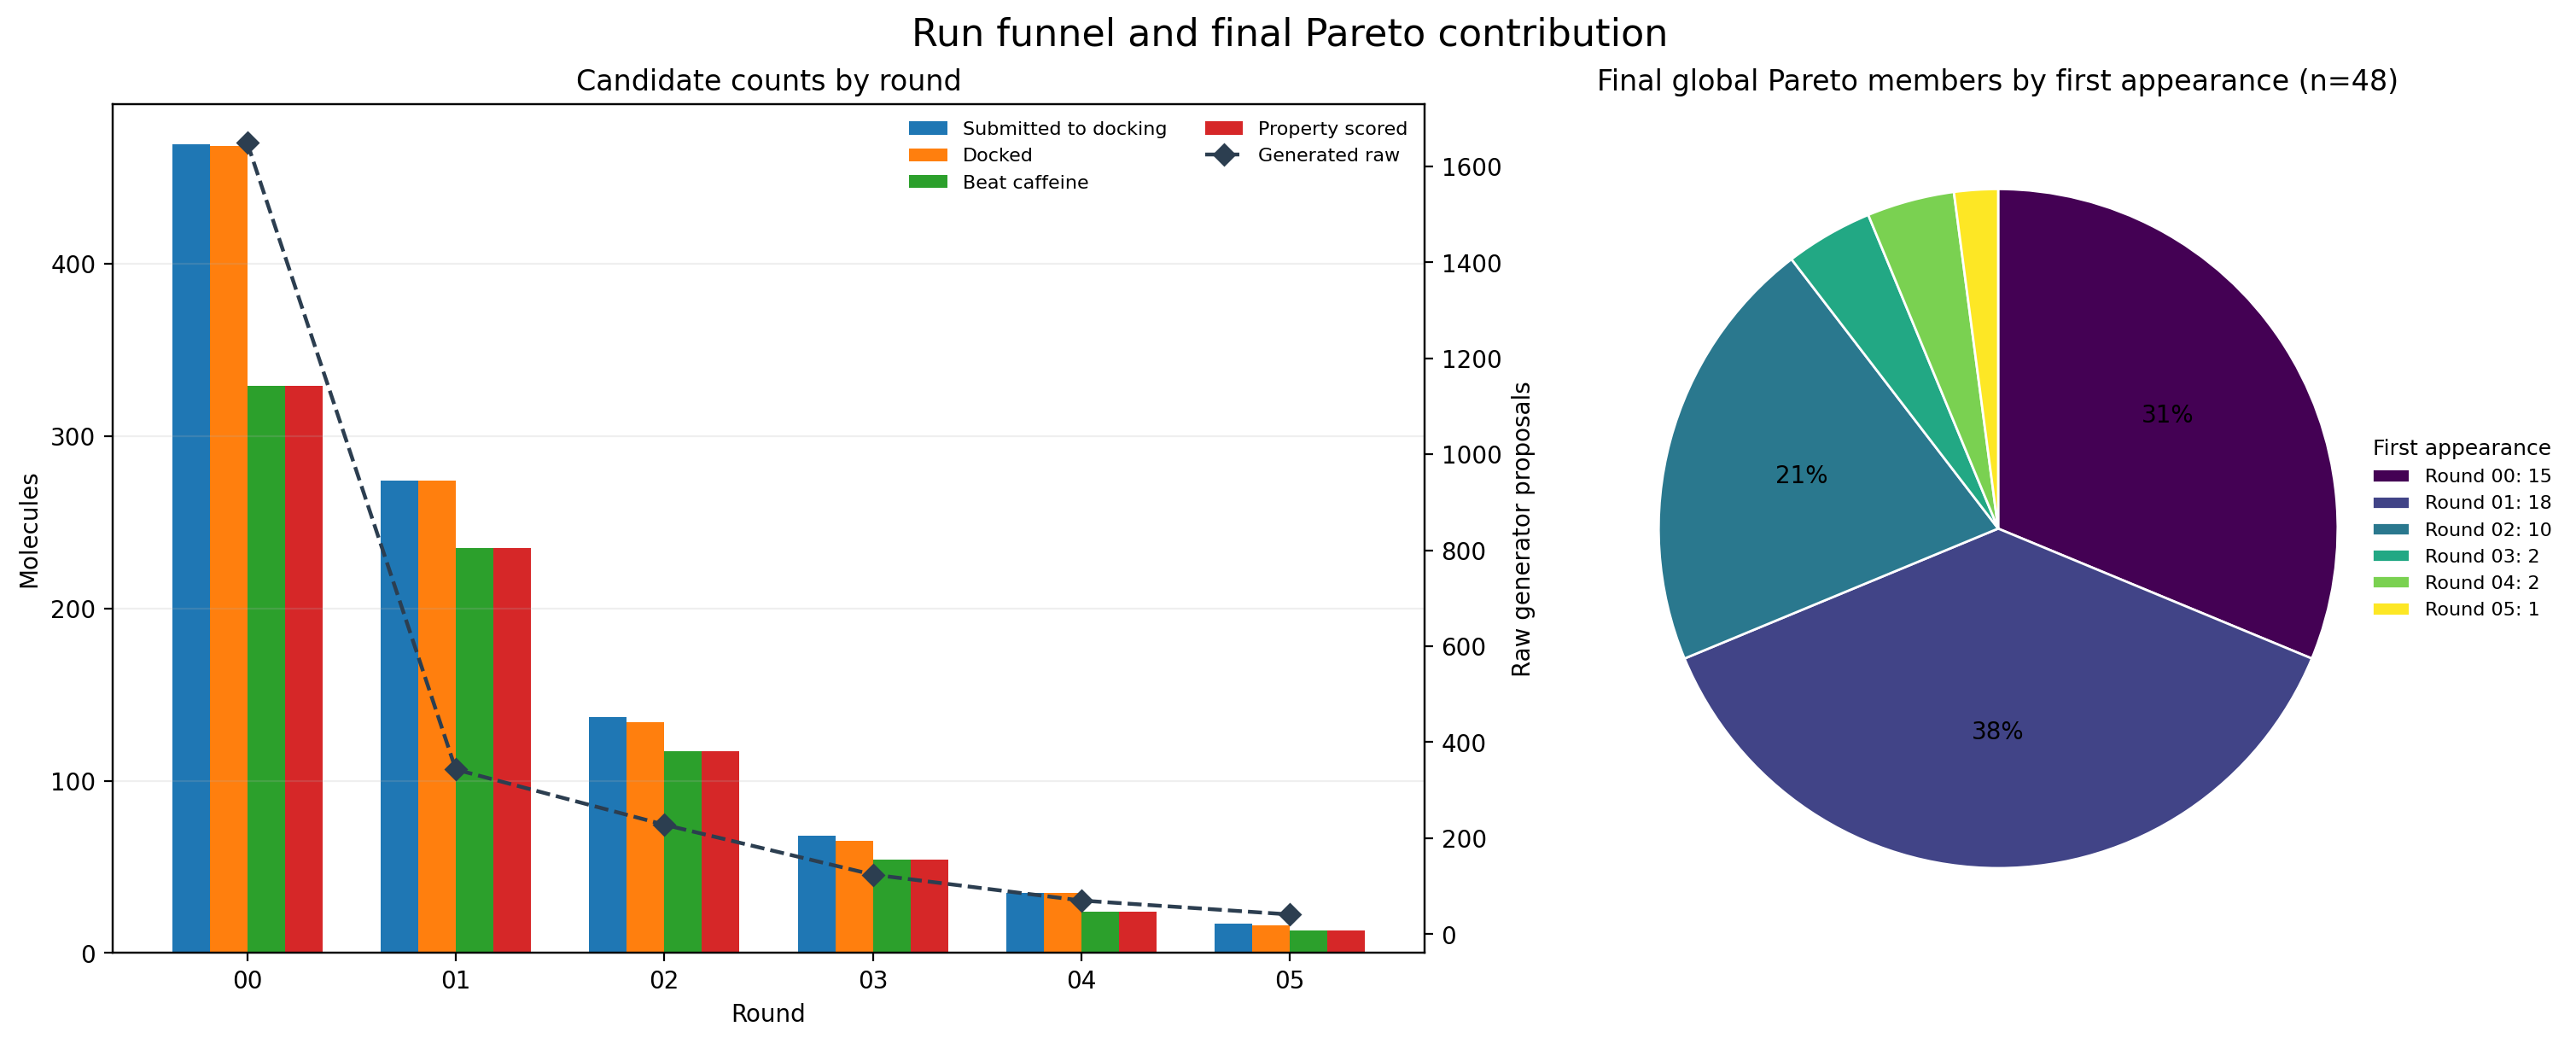 Run funnel and final Pareto contribution
Candidate counts by round
Submitted to docking
Docked
Beat caffeine
Property scored
Generated raw
Molecules
400
300
200
100
0
00
01
02
03
04
05
Round
1600
1400
1200
1000
800
600
400
200
0
Raw generator proposals
Final global Pareto members by first appearance (n=48)
31%
21%
38%
First appearance
Round 00: 15
Round 01: 18
Round 02: 10
Round 03: 2
Round 04: 2
Round 05: 1